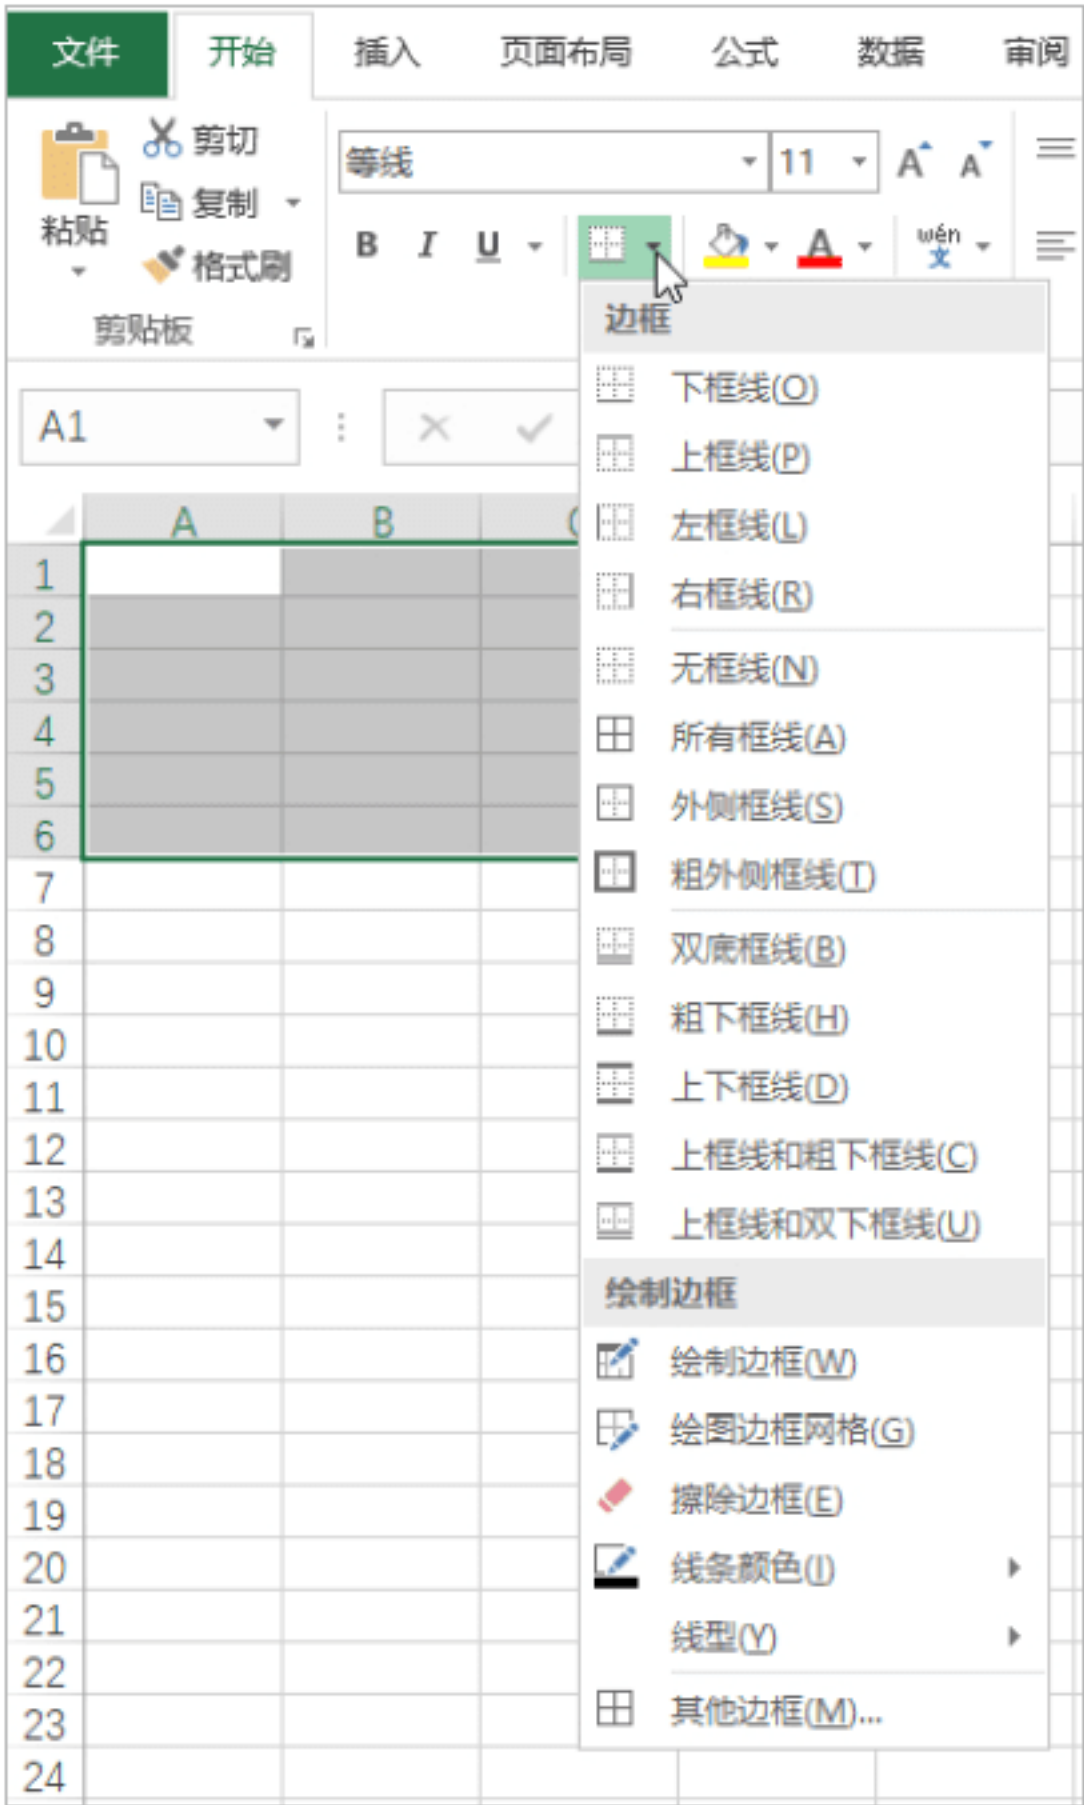 文件 开始 插入 页面布局 公式 数据 审阅
剪切
等线 11 A A
复制
粘贴
B I U A wén 文
格式刷
剪贴板
边框
下框线(O)
A1
上框线(P)
左框线(L)
A B
1
右框线(R)
2
无框线(N)
3
4
所有框线(A)
5
外侧框线(S)
6
粗外侧框线(T)
7
8
双底框线(B)
9
粗下框线(H)
10
上下框线(D)
11
上框线和粗下框线(C)
12
13
上框线和双下框线(U)
14
绘制边框
15
16
绘制边框(W)
17
绘图边框网格(G)
18
擦除边框(E)
19
20
线条颜色(I)
21
线型(Y)
22
其他边框(M)...
23
24